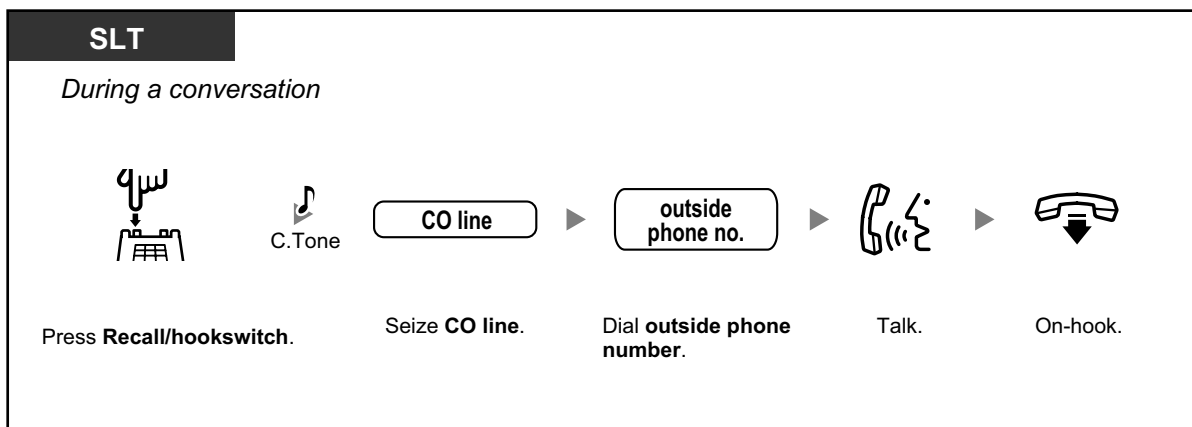 SLT
During a conversation
C.Tone
CO line
outside
phone no.
Press Recall/hookswitch.
Seize CO line.
Dial outside phone
number.
Talk.
On-hook.